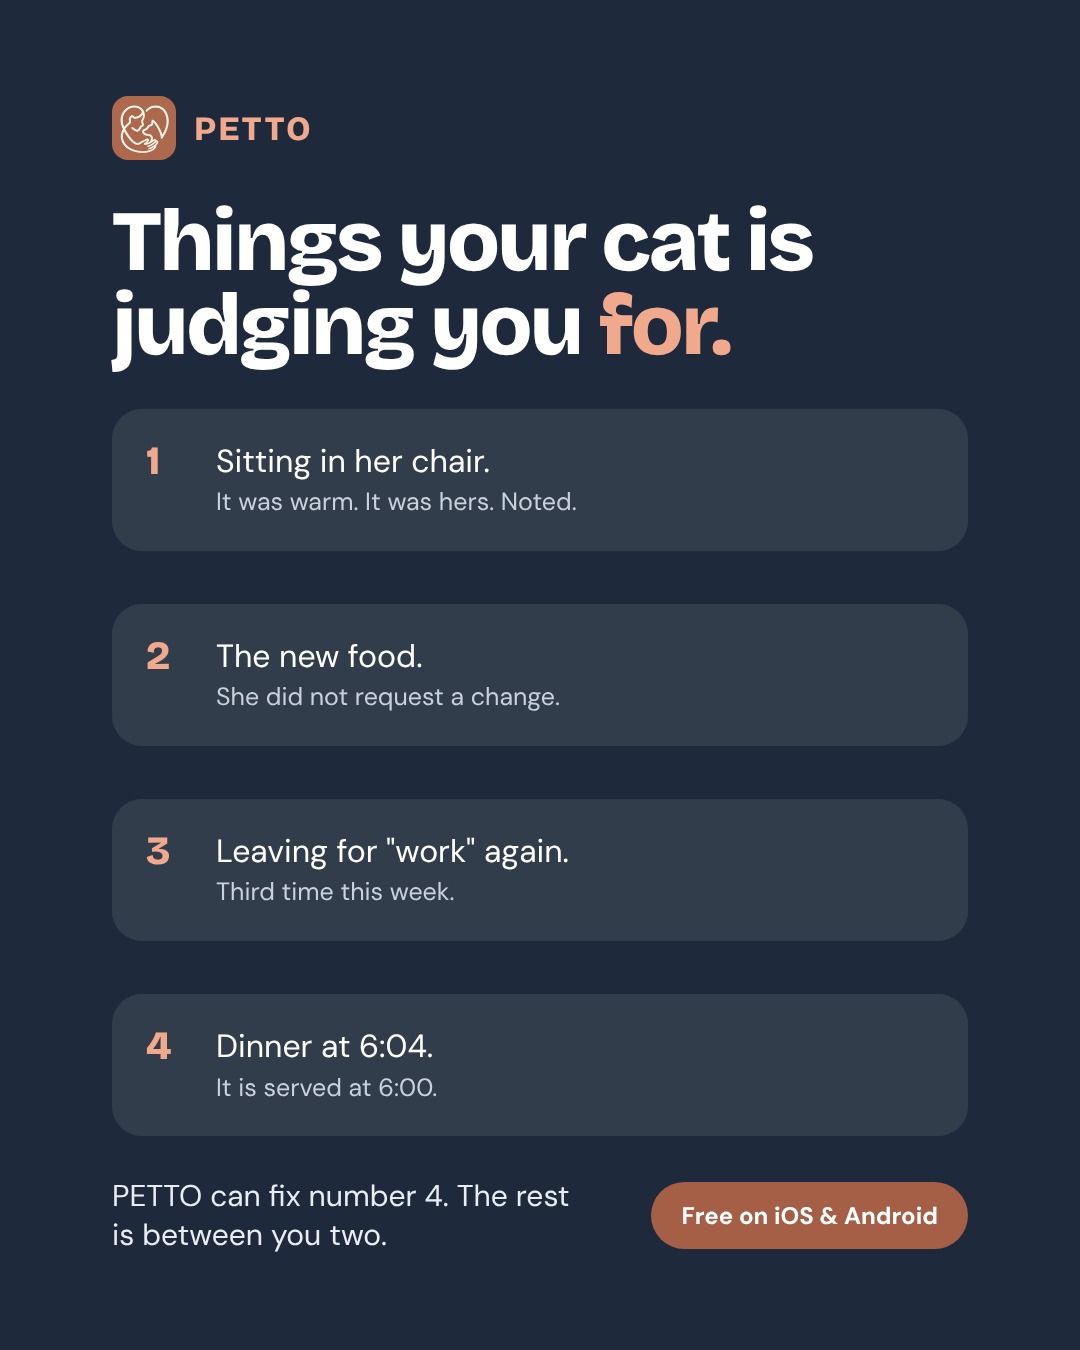 PETTO
Things your cat is
judging you for.
1 Sitting in her chair.
It was warm. It was hers. Noted.
2 The new food.
She did not request a change.
3 Leaving for "work" again.
Third time this week.
4 Dinner at 6:04.
It is served at 6:00.
PETTO can fix number 4. The rest
is between you two.
Free on iOS & Android